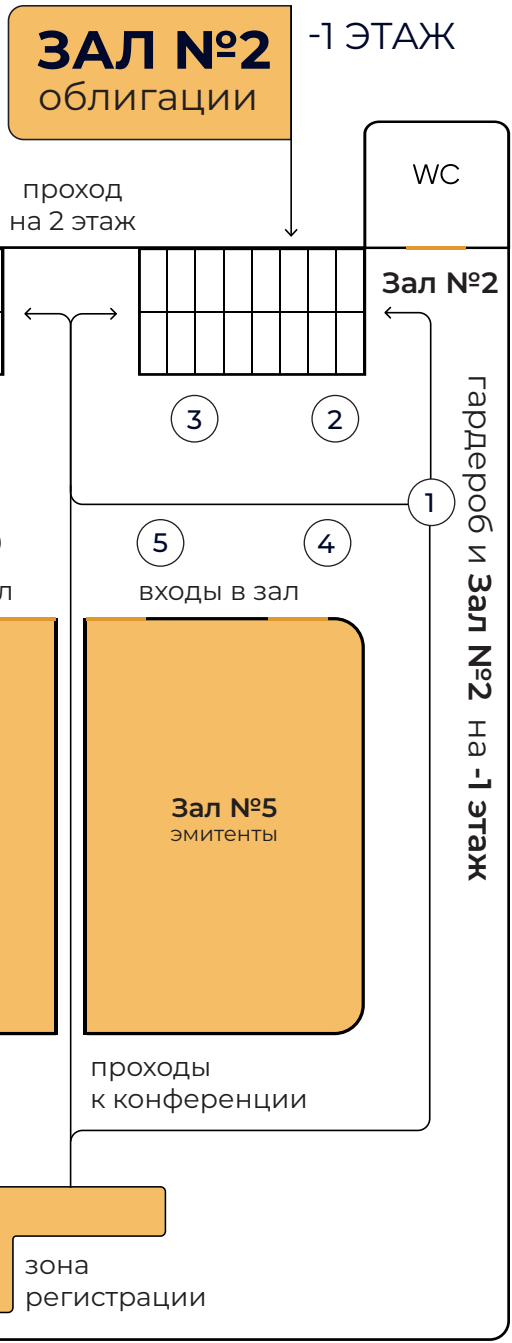 ЗАЛ №2
облигации
-1 ЭТАЖ
WC
проход
на 2 этаж
Зал №2
3
2
1
5
4
л
входы в зал
гардероб и Зал №2 на -1 этаж
Зал №5
эмитенты
проходы
к конференции
зона
регистрации